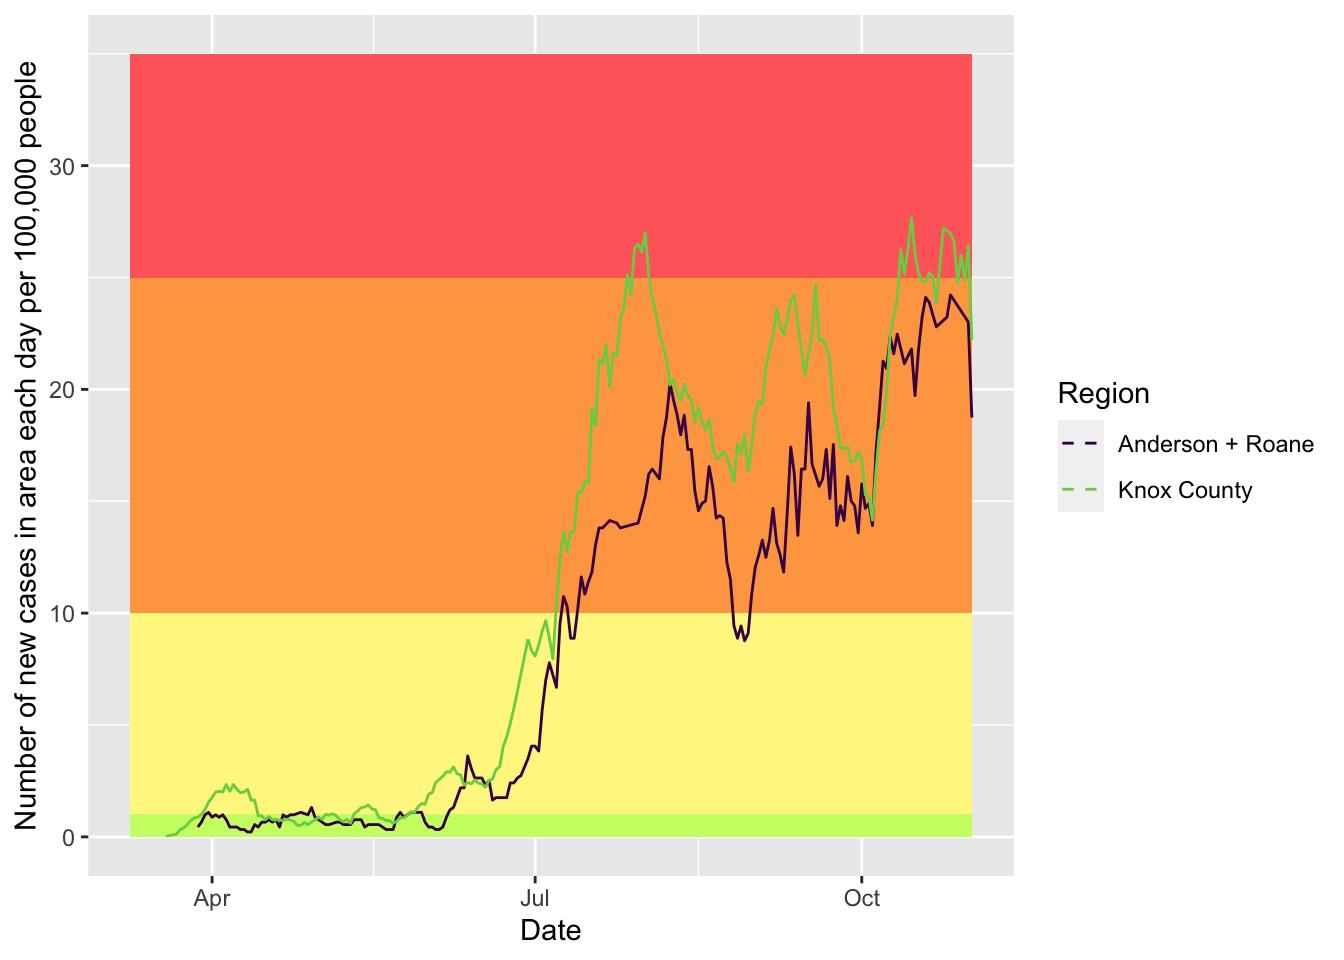 Number of new cases in area each day per 100,000 people
30
20
10
0
Apr
Jul
Oct
Date
Region
Anderson + Roane
Knox County